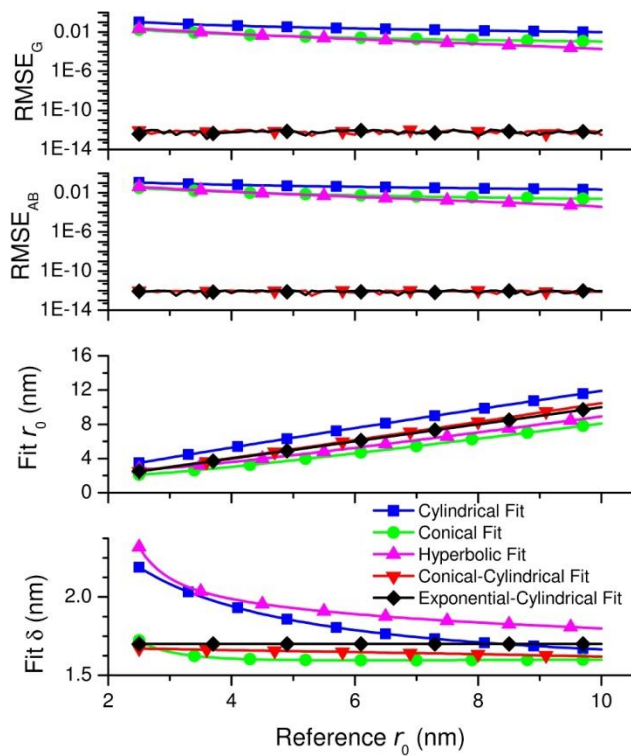 RMSE_G
0.01
1E-6
1E-10
1E-14
RMSE_AB
0.01
1E-6
1E-10
1E-14
Fit r₀ (nm)
16
12
8
4
0
Fit δ (nm)
2.0
1.5
Cylindrical Fit
Conical Fit
Hyperbolic Fit
Conical-Cylindrical Fit
Exponential-Cylindrical Fit
2 4 6 8 10
Reference r₀ (nm)